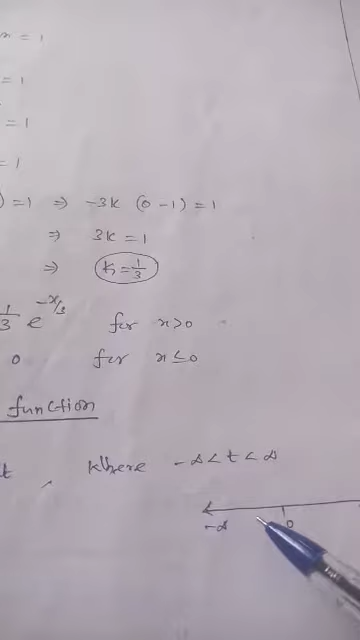 x = 1
= 1
= 1
= 1
) = 1 ⇒ -3k (0 - 1) = 1
⇒ 3k = 1
⇒ k = 1/3
1/3 e^{-x/3} for x > 0
0 for x ≤ 0
function
t, where -∞ < t < ∞
-∞ 0